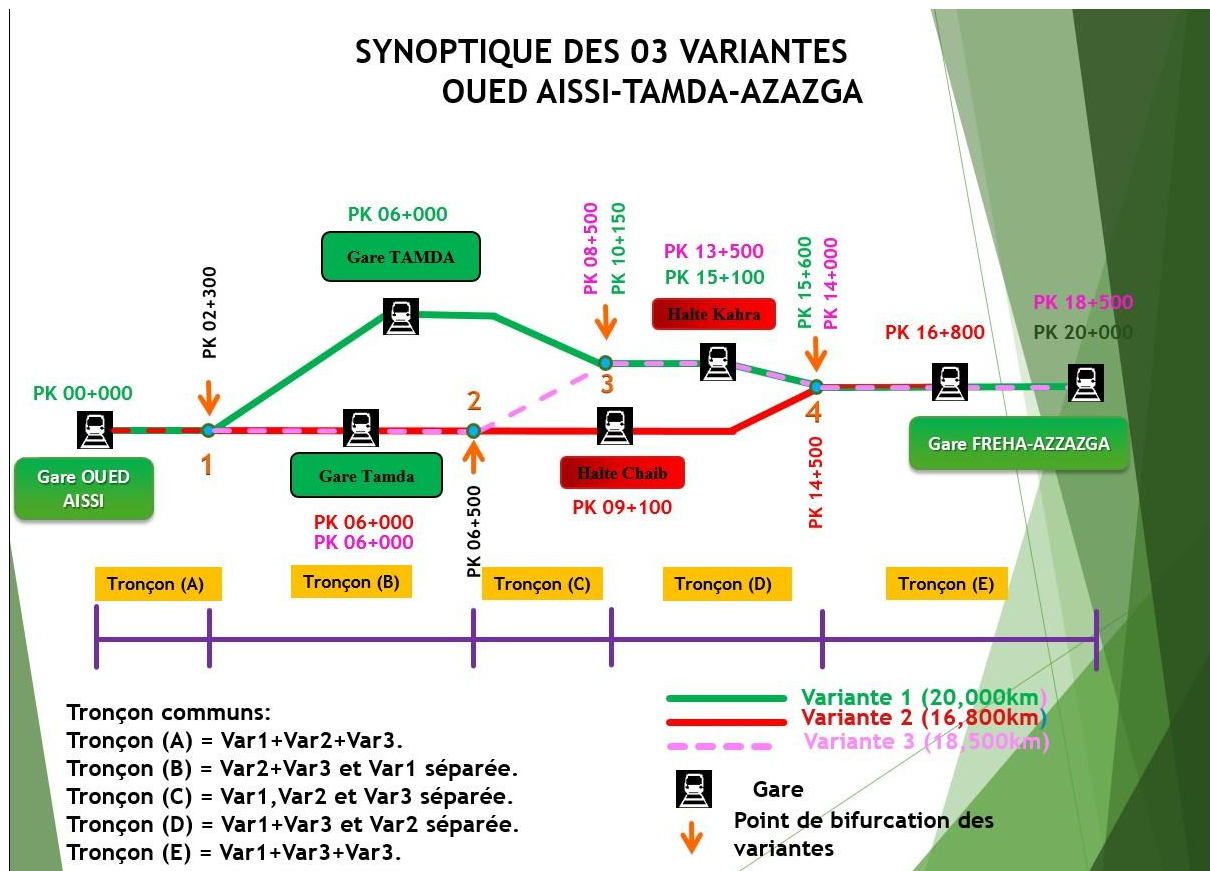 SYNOPTIQUE DES 03 VARIANTES
OUED AISSI-TAMDA-AZAZGA
PK 06+000
Gare TAMDA
PK 02+300
PK 08+500
PK 10+150
PK 13+500
PK 15+100
Halte Kahra
PK 15+600
PK 14+000
PK 18+500
PK 20+000
PK 16+800
PK 00+000
Gare OUED
AISSI
1
2
3
4
Gare Tamda
PK 06+000
PK 06+000
PK 06+500
Halte Chaib
PK 09+100
PK 14+500
Gare FREHA-AZZAZGA
Tronçon (A)
Tronçon (B)
Tronçon (C)
Tronçon (D)
Tronçon (E)
Tronçon communs:
Tronçon (A) = Var1+Var2+Var3.
Tronçon (B) = Var2+Var3 et Var1 séparée.
Tronçon (C) = Var1,Var2 et Var3 séparée.
Tronçon (D) = Var1+Var3 et Var2 séparée.
Tronçon (E) = Var1+Var3+Var3.
Variante 1 (20,000km)
Variante 2 (16,800km)
Variante 3 (18,500km)
Gare
Point de bifurcation des
variantes